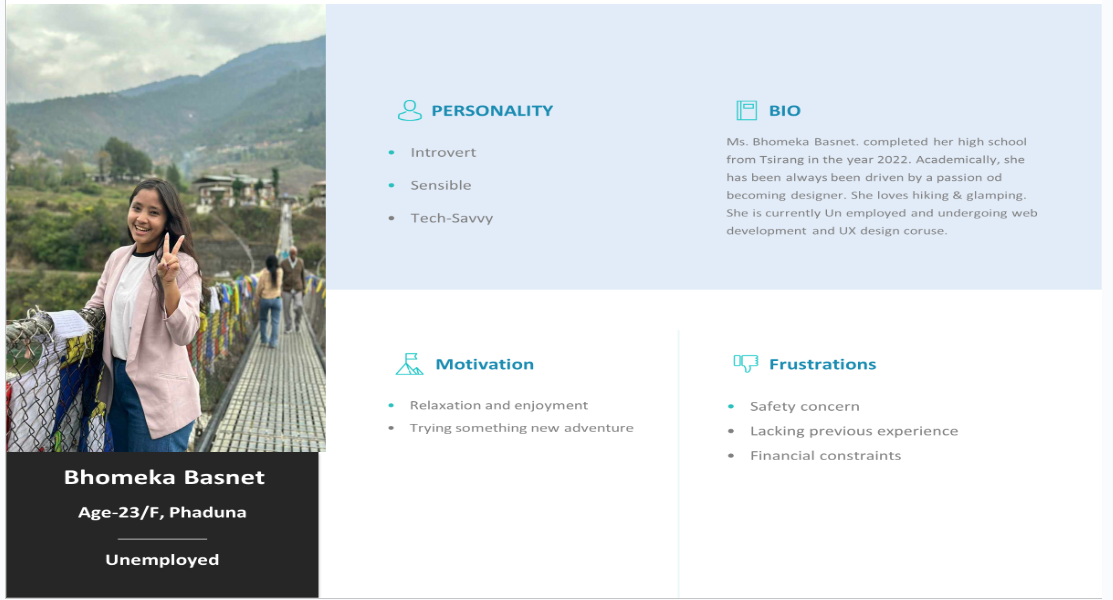 PERSONALITY
Introvert
Sensible
Tech-Savvy
BIO
Ms. Bhomeka Basnet. completed her high school
from Tsirang in the year 2022. Academically, she
has been always been driven by a passion od
becoming designer. She loves hiking & glamping.
She is currently Un employed and undergoing web
development and UX design coruse.
Bhomeka Basnet
Age-23/F, Phaduna
Unemployed
Motivation
Relaxation and enjoyment
Trying something new adventure
Frustrations
Safety concern
Lacking previous experience
Financial constraints